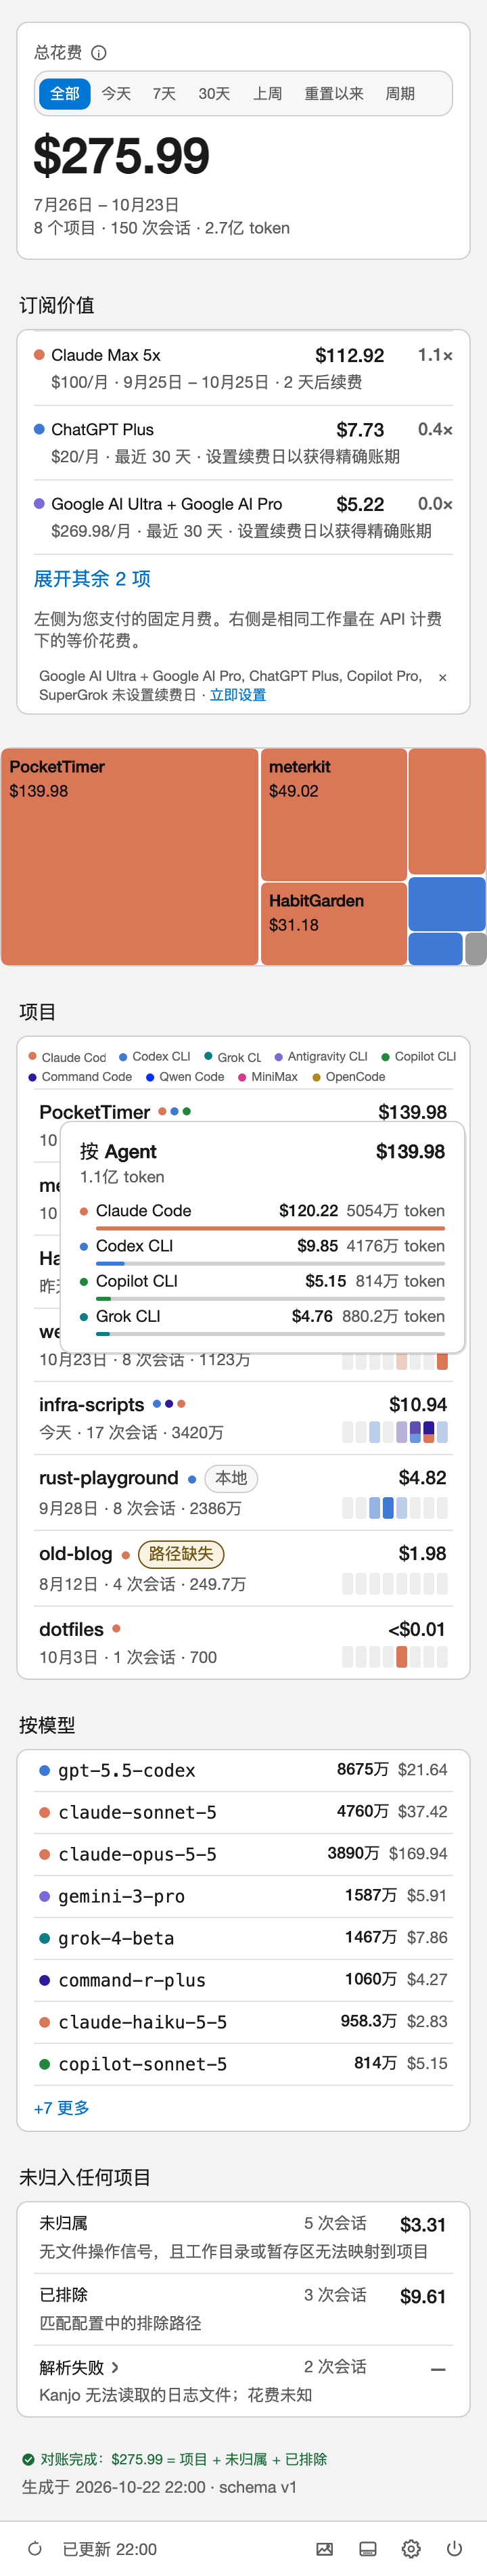 总花费
全部 今天 7天 30天 上周 重置以来 周期
$275.99
7月26日 – 10月23日
8 个项目 · 150 次会话 · 2.7亿 token
订阅价值
Claude Max 5x $112.92 1.1×
$100/月 · 9月25日 – 10月25日 · 2 天后续费
ChatGPT Plus $7.73 0.4×
$20/月 · 最近 30 天 · 设置续费日以获得精确账期
Google AI Ultra + Google AI Pro $5.22 0.0×
$269.98/月 · 最近 30 天 · 设置续费日以获得精确账期
展开其余 2 项
左侧为您支付的固定月费。右侧是相同工作量在 API 计费
下的等价花费。
Google AI Ultra + Google AI Pro, ChatGPT Plus, Copilot Pro, ×
SuperGrok 未设置续费日 · 立即设置
PocketTimer
$139.98
meterkit
$49.02
HabitGarden
$31.18
项目
Claude Cod Codex CLI Grok CL Antigravity CLI Copilot CLI
Command Code Qwen Code MiniMax OpenCode
PocketTimer $139.98
10
按 Agent $139.98
1.1亿 token
Claude Code $120.22 5054万 token
Codex CLI $9.85 4176万 token
Copilot CLI $5.15 814万 token
Grok CLI $4.76 880.2万 token
me
10
Ha
昨
we
10月23日 · 8 次会话 · 1123万
infra-scripts $10.94
今天 · 17 次会话 · 3420万
rust-playground 本地 $4.82
9月28日 · 8 次会话 · 2386万
old-blog 路径缺失 $1.98
8月12日 · 4 次会话 · 249.7万
dotfiles <$0.01
10月3日 · 1 次会话 · 700
按模型
gpt-5.5-codex 8675万 $21.64
claude-sonnet-5 4760万 $37.42
claude-opus-5-5 3890万 $169.94
gemini-3-pro 1587万 $5.91
grok-4-beta 1467万 $7.86
command-r-plus 1060万 $4.27
claude-haiku-5-5 958.3万 $2.83
copilot-sonnet-5 814万 $5.15
+7 更多
未归入任何项目
未归属 5 次会话 $3.31
无文件操作信号，且工作目录或暂存区无法映射到项目
已排除 3 次会话 $9.61
匹配配置中的排除路径
解析失败 2 次会话 —
Kanjo 无法读取的日志文件；花费未知
对账完成：$275.99 = 项目 + 未归属 + 已排除
生成于 2026-10-22 22:00 · schema v1
已更新 22:00